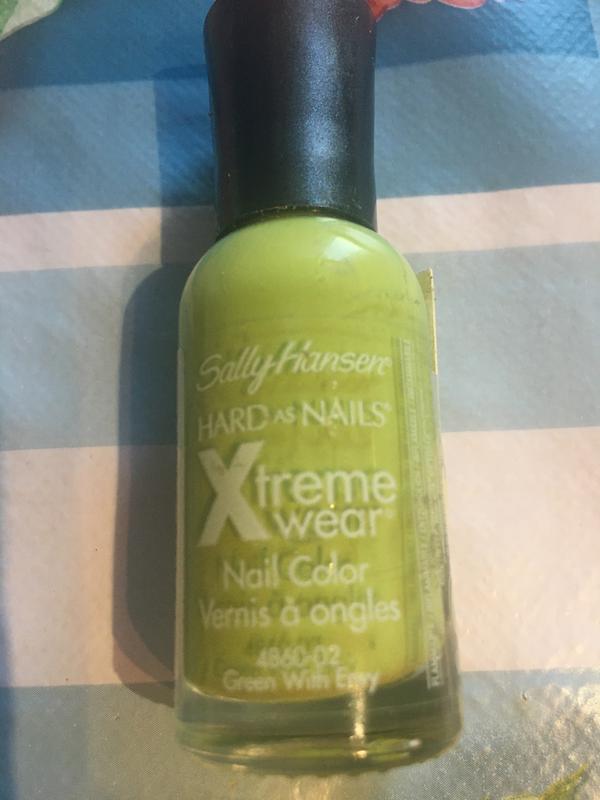 Sally Hansen®
HARD AS NAILS®
Xtreme
wear®
Nail Color
Vernis à ongles
4860-02
Green With Envy